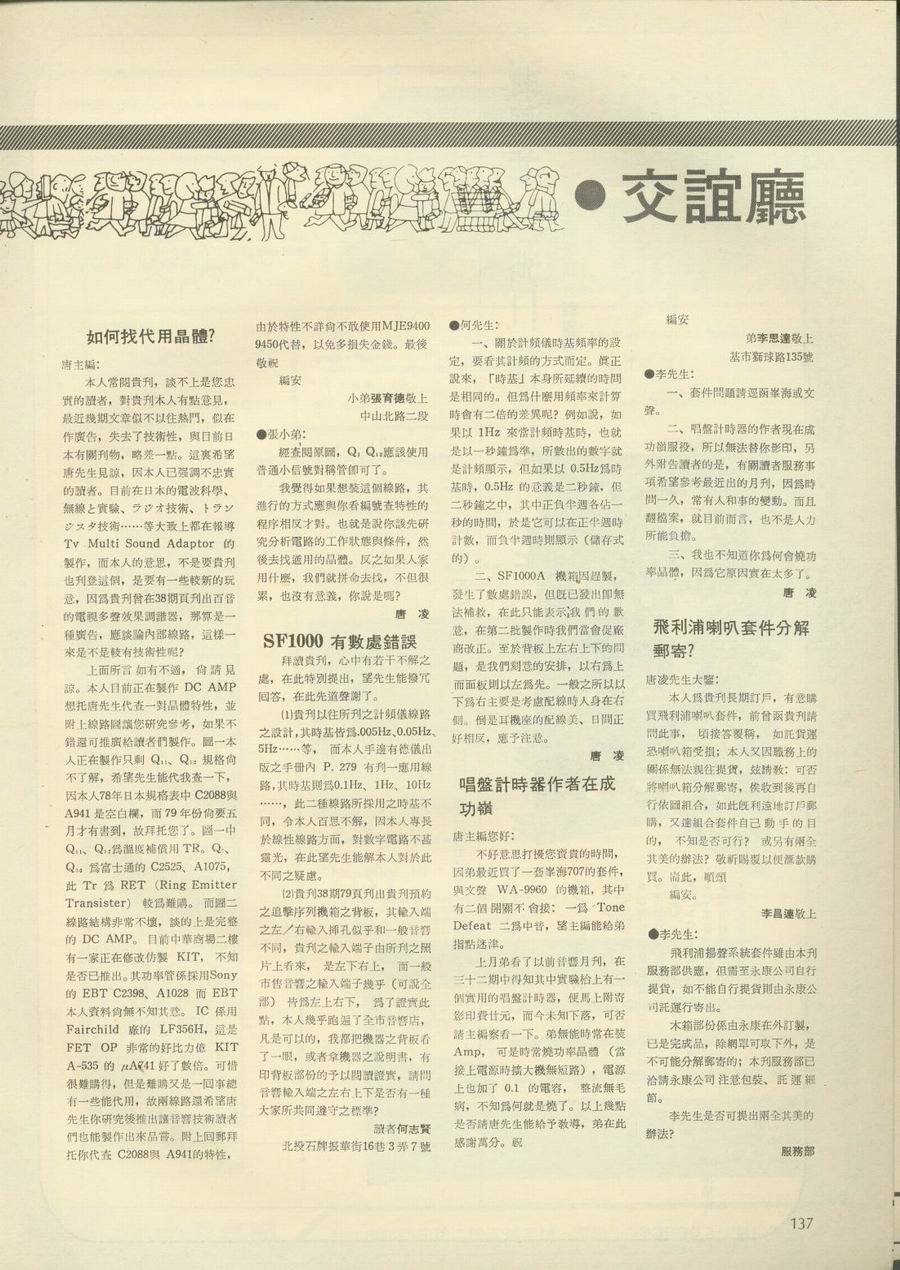 ●交誼廳
如何找代用晶體?
唐主編:
本人常閱貴刋，談不上是您忠
實的讀者，對貴刋本人有點意見，
最近幾期文章似不以往熱門，似在
作廣告，失去了技術性，與目前日
本有關刋物，略差一點。這裏希望
唐先生見諒，因本人已强調不忠實
的讀者。目前在日本的電波科學、
無線と實驗、ラジオ技術、トラン
ジスタ技術……等大致上都在報導
Tv Multi Sound Adaptor 的
製作，而本人的意思，不是要貴刋
也刋登這個，是要有一些較新的玩
意，因爲貴刋曾在38期頁刋出百音
的電視多聲效果調諧器，那算是一
種廣告，應談論內部線路，這樣一
來是不是較有技術性呢?
上面所言如有不適， 尙請見
諒。本人目前正在製作 DC AMP
想托唐先生代查一對晶體特性，並
附上線路圖讓您研究參考，如果不
錯還可推廣給讀者們製作。圖一本
人正在製作只剩 Q₁₁、Q₁₂ 規格尙
不了解，希望先生能代我查一下，
因本人78年日本規格表中 C2088與
A941 是空白欄，而 79 年份尙要五
月才有書到，故拜托您了。圖一中
Q₁₁、Q₁₂爲溫度補償用 TR。Q₇、
Q₁₈ 爲富士通的 C2525、A1075，
此 Tr 爲 RET （Ring Emitter
Transister） 較爲難購。而圖二
線路結構非常不壞，談的上是完整
的 DC AMP。 目前中華商場二樓
有一家正在修改仿製 KIT， 不知
是否已推出。其功率管係採用Sony
的 EBT C2398、A1028 而 EBT
本人資料尙無不知其意。 IC 係用
Fairchild 廠的 LF356H，這是
FET OP 非常的好比力億 KIT
A-535 的 μA741好了數倍。可惜
很難購得，但是難購又是一回事總
有一些能代用，故兩線路還希望唐
先生你研究後推出讓音響技術讀者
們也能製作出來品嘗。附上回郵拜
托你代查 C2088與 A941的特性，
由於特性不詳尙不敢使用MJE9400
9450代替，以免多損失金錢。最後
敬祝
編安
小弟張育德敬上
中山北路二段
●張小弟:
經查閱原圖，Q₁ Q₁₂應該使用
普通小信號對稱管卽可了。
我覺得如果想裝這個線路，其
進行的方式應與你看編號查特性的
程序相反才對。也就是說你該先研
究分析電路的工作狀態與條件，然
後去找適用的晶體。反之如果人家
用什麼，我們就拼命去找，不但很
累，也沒有意義，你說是嗎?
唐 凌
SF1000 有數處錯誤
拜讀貴刋，心中有若干不解之
處，在此特別提出，望先生能撥冗
回答，在此先道聲謝了。
⑴貴刋以往所刋之計頻儀線路
之設計，其時基皆爲.005Hz、0.05Hz、
5Hz……等， 而本人手邊有德儀出
版之手冊內 P. 279 有刋一應用線
路，其時基則爲0.1Hz、1Hz、10Hz
……，此二種線路所採用之時基不
同，令本人百思不解，因本人專長
於線性線路方面，對數字電路不甚
靈光，在此望先生能解本人對於此
不同之疑慮。
⑵貴刋38期79頁刋出貴刋預約
之追擊序列機箱之背板，其輸入端
之左／右輸入揷孔似乎和一般音響
不同，貴刋之輸入端子由所刋之照
片上看來， 是左下右上， 而一般
市售音響之輸入端子幾乎（可說全
部） 皆爲左上右下， 爲了證實此
點，本人幾乎跑遍了全市音響店，
凡是可以的，我都把機器之背板看
了一眼，或者拿機器之說明書，有
印背板部份的予以閱讀證實，請問
音響輸入端之左右上下是否有一種
大家所共同遵守之標準?
讀者何志賢
北投石牌振華街16巷 3 弄 7 號
●何先生:
一、關於計頻儀時基頻率的設
定，要看其計頻的方式而定。眞正
說來，「時基」本身所延續的時間
是相同的。但爲什麼用頻率來計算
時會有二倍的差異呢? 例如說，如
果以 1Hz 來當計頻時基時，也就
是以一秒鐘爲準，所數出的數字就
是計頻顯示，但如果以 0.5Hz爲時
基時，0.5Hz 的意義是二秒鐘，但
二秒鐘之中，其中正負半週各佔一
秒的時間，於是它可以在正半週時
計數，而負半週時則顯示（儲存式
的）。
二、SF1000A 機箱因趕製，
發生了數處錯誤，但旣已發出卽無
法補救，在此只能表示我們的歉
意，在第二批製作時我們當會促廠
商改正。至於背板上左右上下的問
題，是我們刻意的安排，以右爲上
而面板則以左爲先。一般之所以以
下爲右主要是考慮配線時人身在右
側。倒是耳機座的配線美、日間正
好相反，應予注意。
唐 凌
唱盤計時器作者在成
功嶺
唐主編您好:
不好意思打擾您寶貴的時間，
因弟最近買了一套峯海707的套件，
與文聲 WA-9960 的機箱，其中
有二個開關不會接: 一爲 Tone
Defeat 二爲中音，望主編能給弟
指點迷津。
上月弟看了以前音響月刋，在
三十二期中得知其中實驗枱上有一
個實用的唱盤計時器，便馬上附寄
影印費廿元，而今未知下落，可否
請主編察看一下。弟無能時常在裝
Amp， 可是時常燒功率晶體 （當
接上電源時擴大機無短路），電源
上也加了 0.1 的電容， 整流無毛
病，不知爲何就是燒了。以上幾點
是否請唐先生能給予敎導，弟在此
感謝萬分。祝
編安
弟李思達敬上
基市獅球路135號
●李先生:
一、套件問題請逕函峯海或文
聲。
二、唱盤計時器的作者現在成
功嶺服役，所以無法替你影印，另
外附告讀者的是，有關讀者服務事
項希望參考最近出的月刋，因爲時
間一久，常有人和事的變動。而且
翻檔案，就目前而言，也不是人力
所能負擔。
三、我也不知道你爲何會燒功
率晶體，因爲它原因實在太多了。
唐 凌
飛利浦喇叭套件分解
郵寄?
唐凌先生大鑒:
本人爲貴刋長期訂戶，有意購
買飛利浦喇叭套件，前曾函貴刋請
問此事， 頃接答覆稱， 如託貨運
恐喇叭箱受損；本人又因職務上的
關係無法親往提貨，玆請敎: 可否
將喇叭箱分解郵寄，俟收到後再自
行依圖組合，如此旣利遠地訂戶郵
購，又達組合套件自己動手的目
的， 不知是否可行? 或另有兩全
其美的辦法? 敬祈賜覆以便滙款購
買。耑此，順頌
編安。
李昌連敬上
●李先生:
飛利浦揚聲系統套件雖由本刋
服務部供應，但需至永康公司自行
提貨，如不能自行提貨則由永康公
司託運行寄出。
木箱部份係由永康在外訂製，
已是完成品，除網罩可取下外，是
不可能分解郵寄的；本刋服務部已
洽請永康公司注意包裝、託運細
節。
李先生是否可提出兩全其美的
辦法?
服務部
137